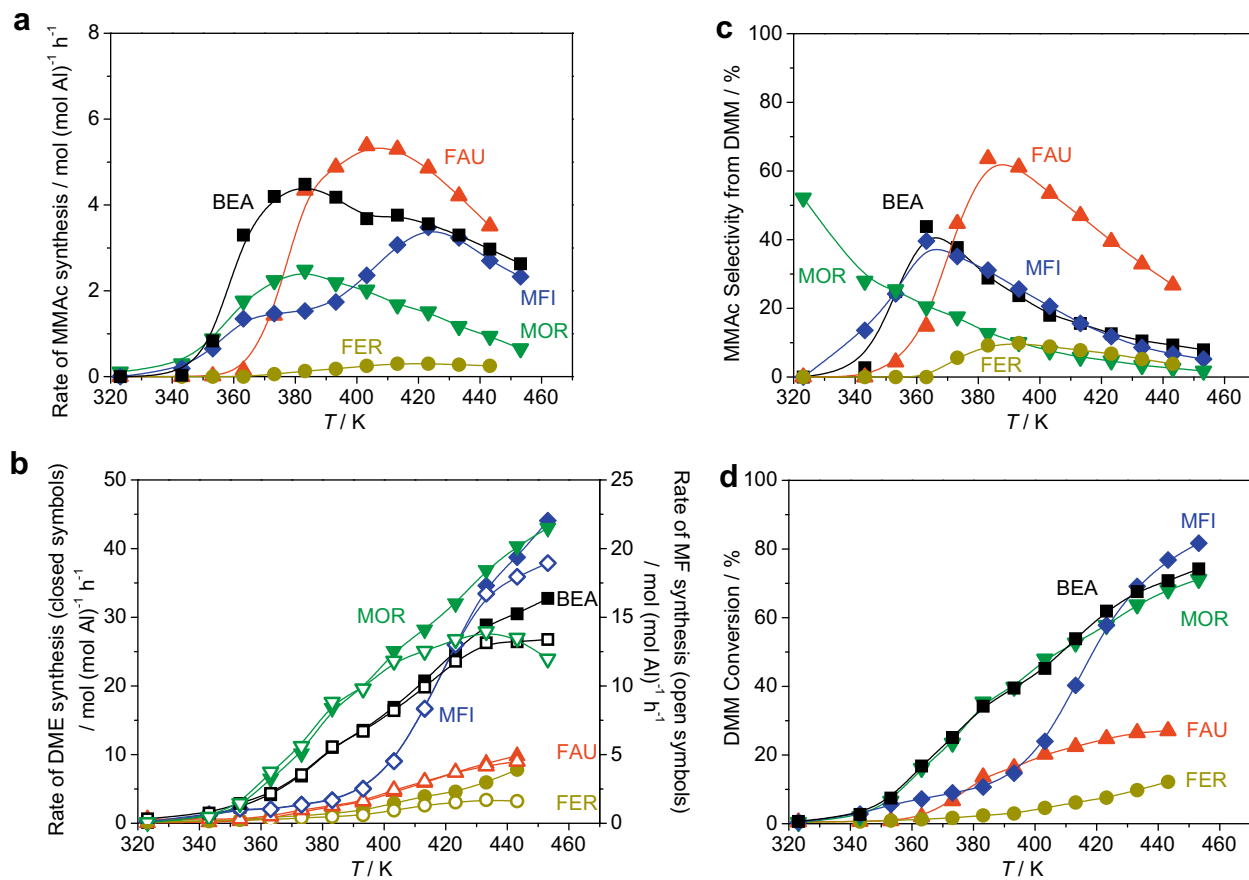 a
Rate of MMAc synthesis / mol (mol Al)⁻¹ h⁻¹
8
6
4
2
0
320 340 360 380 400 420 440 460
T / K
FAU
BEA
MFI
MOR
FER
c
MMAc Selectivity from DMM / %
100
80
60
40
20
0
320 340 360 380 400 420 440 460
T / K
FAU
BEA
MOR
MFI
FER
b
Rate of DME synthesis (closed symbols)
/ mol (mol Al)⁻¹ h⁻¹
50
40
30
20
10
0
320 340 360 380 400 420 440 460
T / K
25
20
15
10
5
0
Rate of MF synthesis (open symbols)
/ mol (mol Al)⁻¹ h⁻¹
BEA
MOR
MFI
FAU
FER
d
DMM Conversion / %
100
80
60
40
20
0
320 340 360 380 400 420 440 460
T / K
MFI
BEA
MOR
FAU
FER